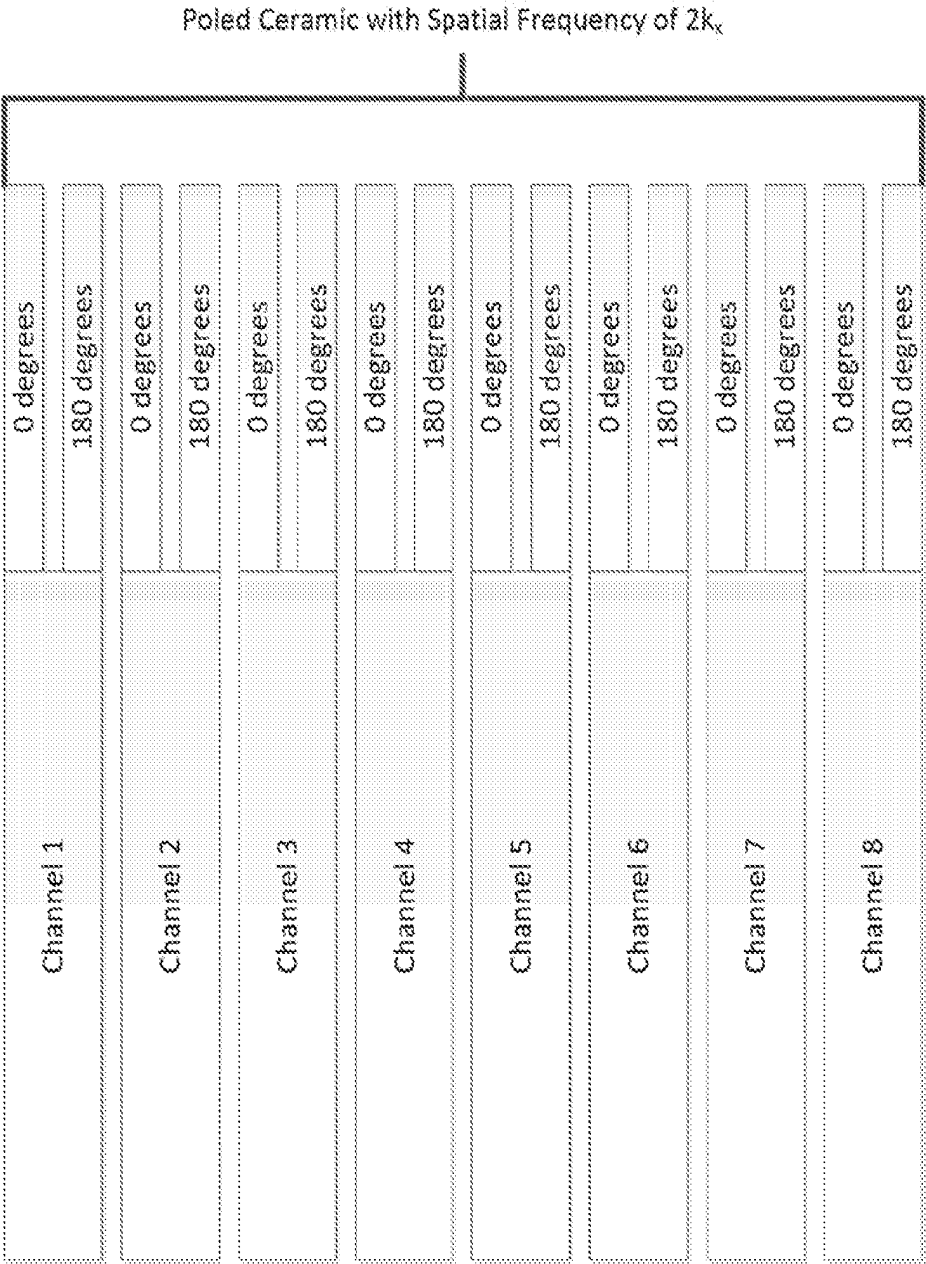 Poled Ceramic with Spatial Frequency of 2kₓ
0 degrees
180 degrees
0 degrees
180 degrees
0 degrees
180 degrees
0 degrees
180 degrees
0 degrees
180 degrees
0 degrees
180 degrees
0 degrees
180 degrees
0 degrees
180 degrees
Channel 1
Channel 2
Channel 3
Channel 4
Channel 5
Channel 6
Channel 7
Channel 8